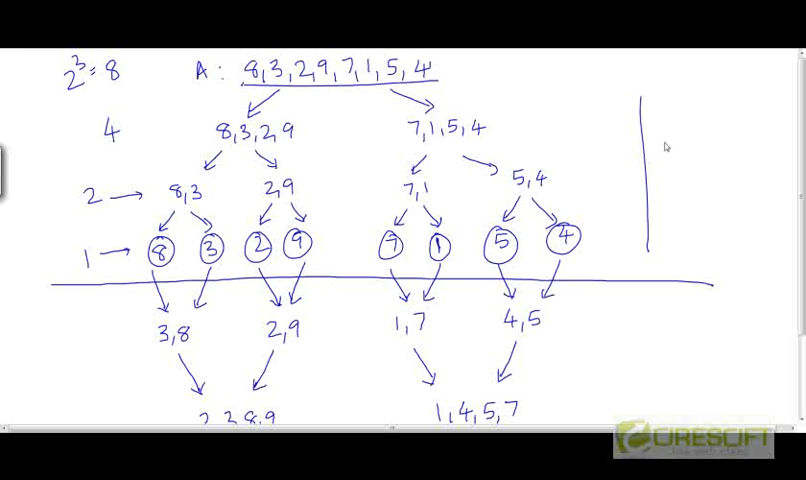 2³=8 A: 8,3,2,9,7,1,5,4
4 8,3,2,9 7,1,5,4
2 → 8,3 2,9 7,1 5,4
1 → 8 3 2 9 7 1 5 4
3,8 2,9 1,7 4,5
2,3,8,9 1,4,5,7